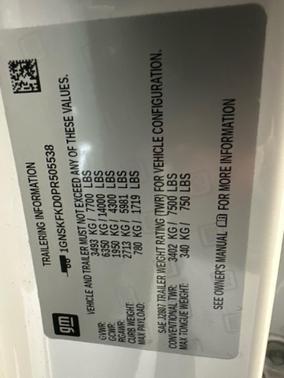 gm
TRAILERING INFORMATION
1GNSKFKD0PR505538
VEHICLE AND TRAILER MUST NOT EXCEED ANY OF THESE VALUES.
GVWR: 3493 KG / 7700 LBS
GCWR: 6350 KG / 14000 LBS
RGAWR: 1950 KG / 4300 LBS
CURB WEIGHT: 2713 KG / 5981 LBS
MAX PAYLOAD: 780 KG / 1719 LBS
SAE J2807 TRAILER WEIGHT RATING (TWR) FOR VEHICLE CONFIGURATION.
CONVENTIONAL TWR: 3402 KG / 7500 LBS
MAX TONGUE WEIGHT: 340 KG / 750 LBS
SEE OWNER'S MANUAL FOR MORE INFORMATION